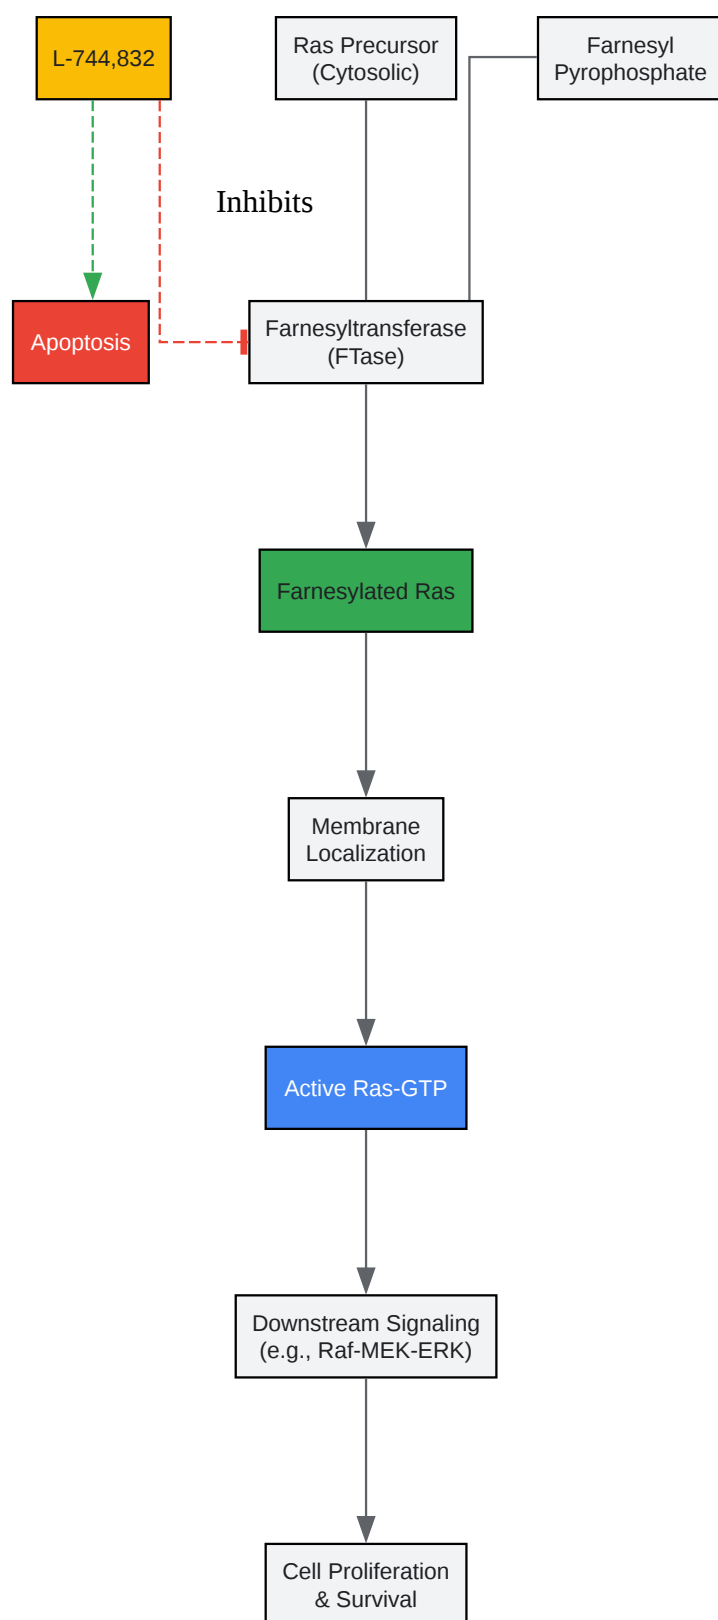 L-744,832
Ras Precursor
(Cytosolic)
Farnesyl
Pyrophosphate
Inhibits
Apoptosis
Farnesyltransferase
(FTase)
Farnesylated Ras
Membrane
Localization
Active Ras-GTP
Downstream Signaling
(e.g., Raf-MEK-ERK)
Cell Proliferation
& Survival